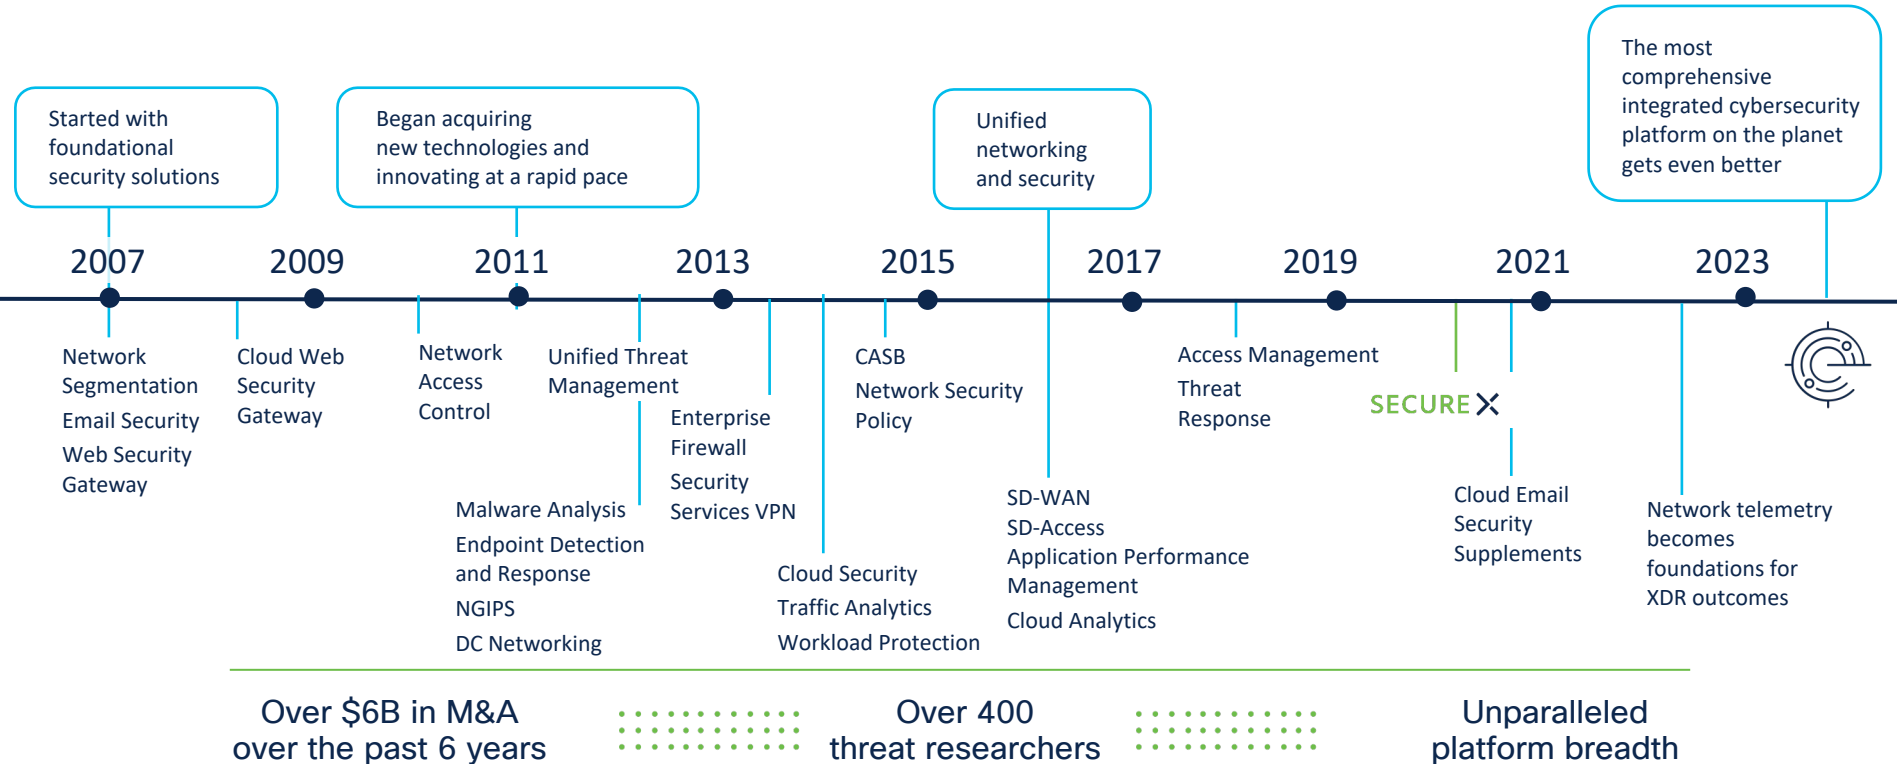 Started with
foundational
security solutions
Began acquiring
new technologies and
innovating at a rapid pace
Unified
networking
and security
The most
comprehensive
integrated cybersecurity
platform on the planet
gets even better
2007
2009
2011
2013
2015
2017
2019
2021
2023
Network
Segmentation
Email Security
Web Security
Gateway
Cloud Web
Security
Gateway
Network
Access
Control
Unified Threat
Management
Malware Analysis
Endpoint Detection
and Response
NGIPS
DC Networking
Enterprise
Firewall
Security
Services VPN
Cloud Security
Traffic Analytics
Workload Protection
CASB
Network Security
Policy
SD-WAN
SD-Access
Application Performance
Management
Cloud Analytics
Access Management
Threat
Response
SECUREX
Cloud Email
Security
Supplements
Network telemetry
becomes
foundations for
XDR outcomes
Over $6B in M&A
over the past 6 years
Over 400
threat researchers
Unparalleled
platform breadth